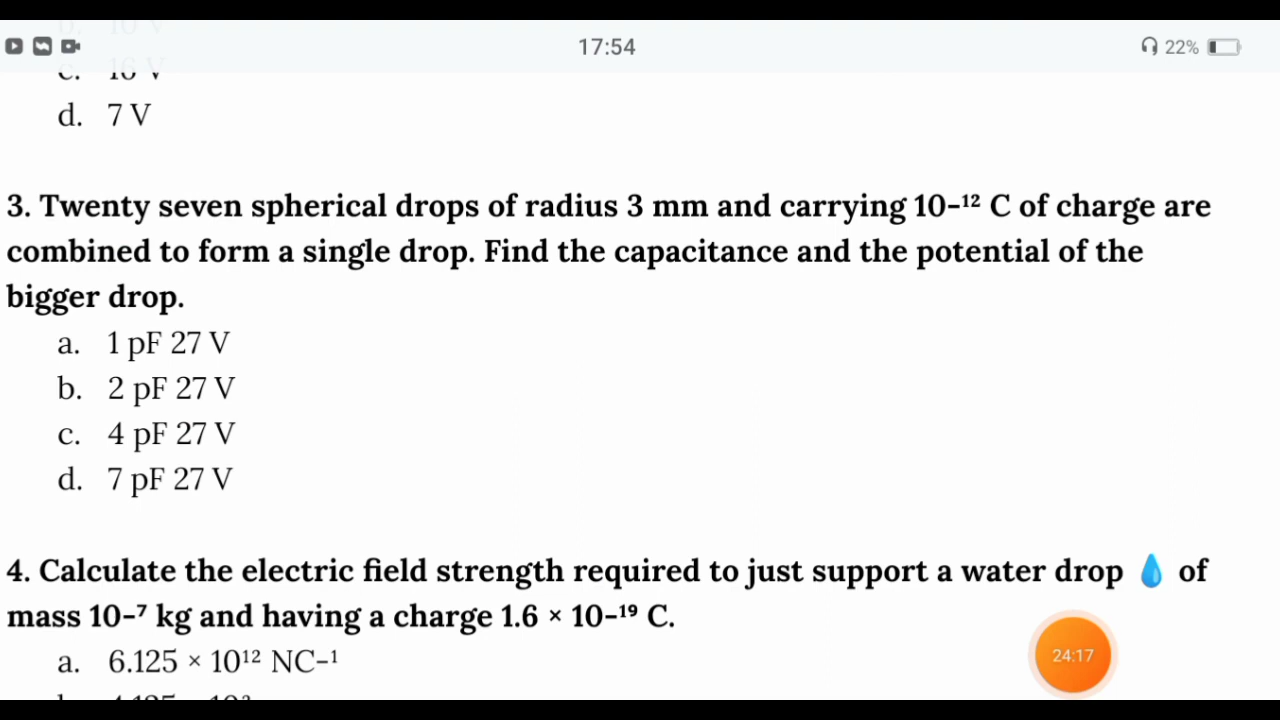 17:54
22%
c. 16 V
d. 7 V
3. Twenty seven spherical drops of radius 3 mm and carrying 10-¹² C of charge are
combined to form a single drop. Find the capacitance and the potential of the
bigger drop.
a. 1 pF 27 V
b. 2 pF 27 V
c. 4 pF 27 V
d. 7 pF 27 V
4. Calculate the electric field strength required to just support a water drop 💧 of
mass 10-⁷ kg and having a charge 1.6 × 10-¹⁹ C.
a. 6.125 × 10¹² NC-¹
24:17